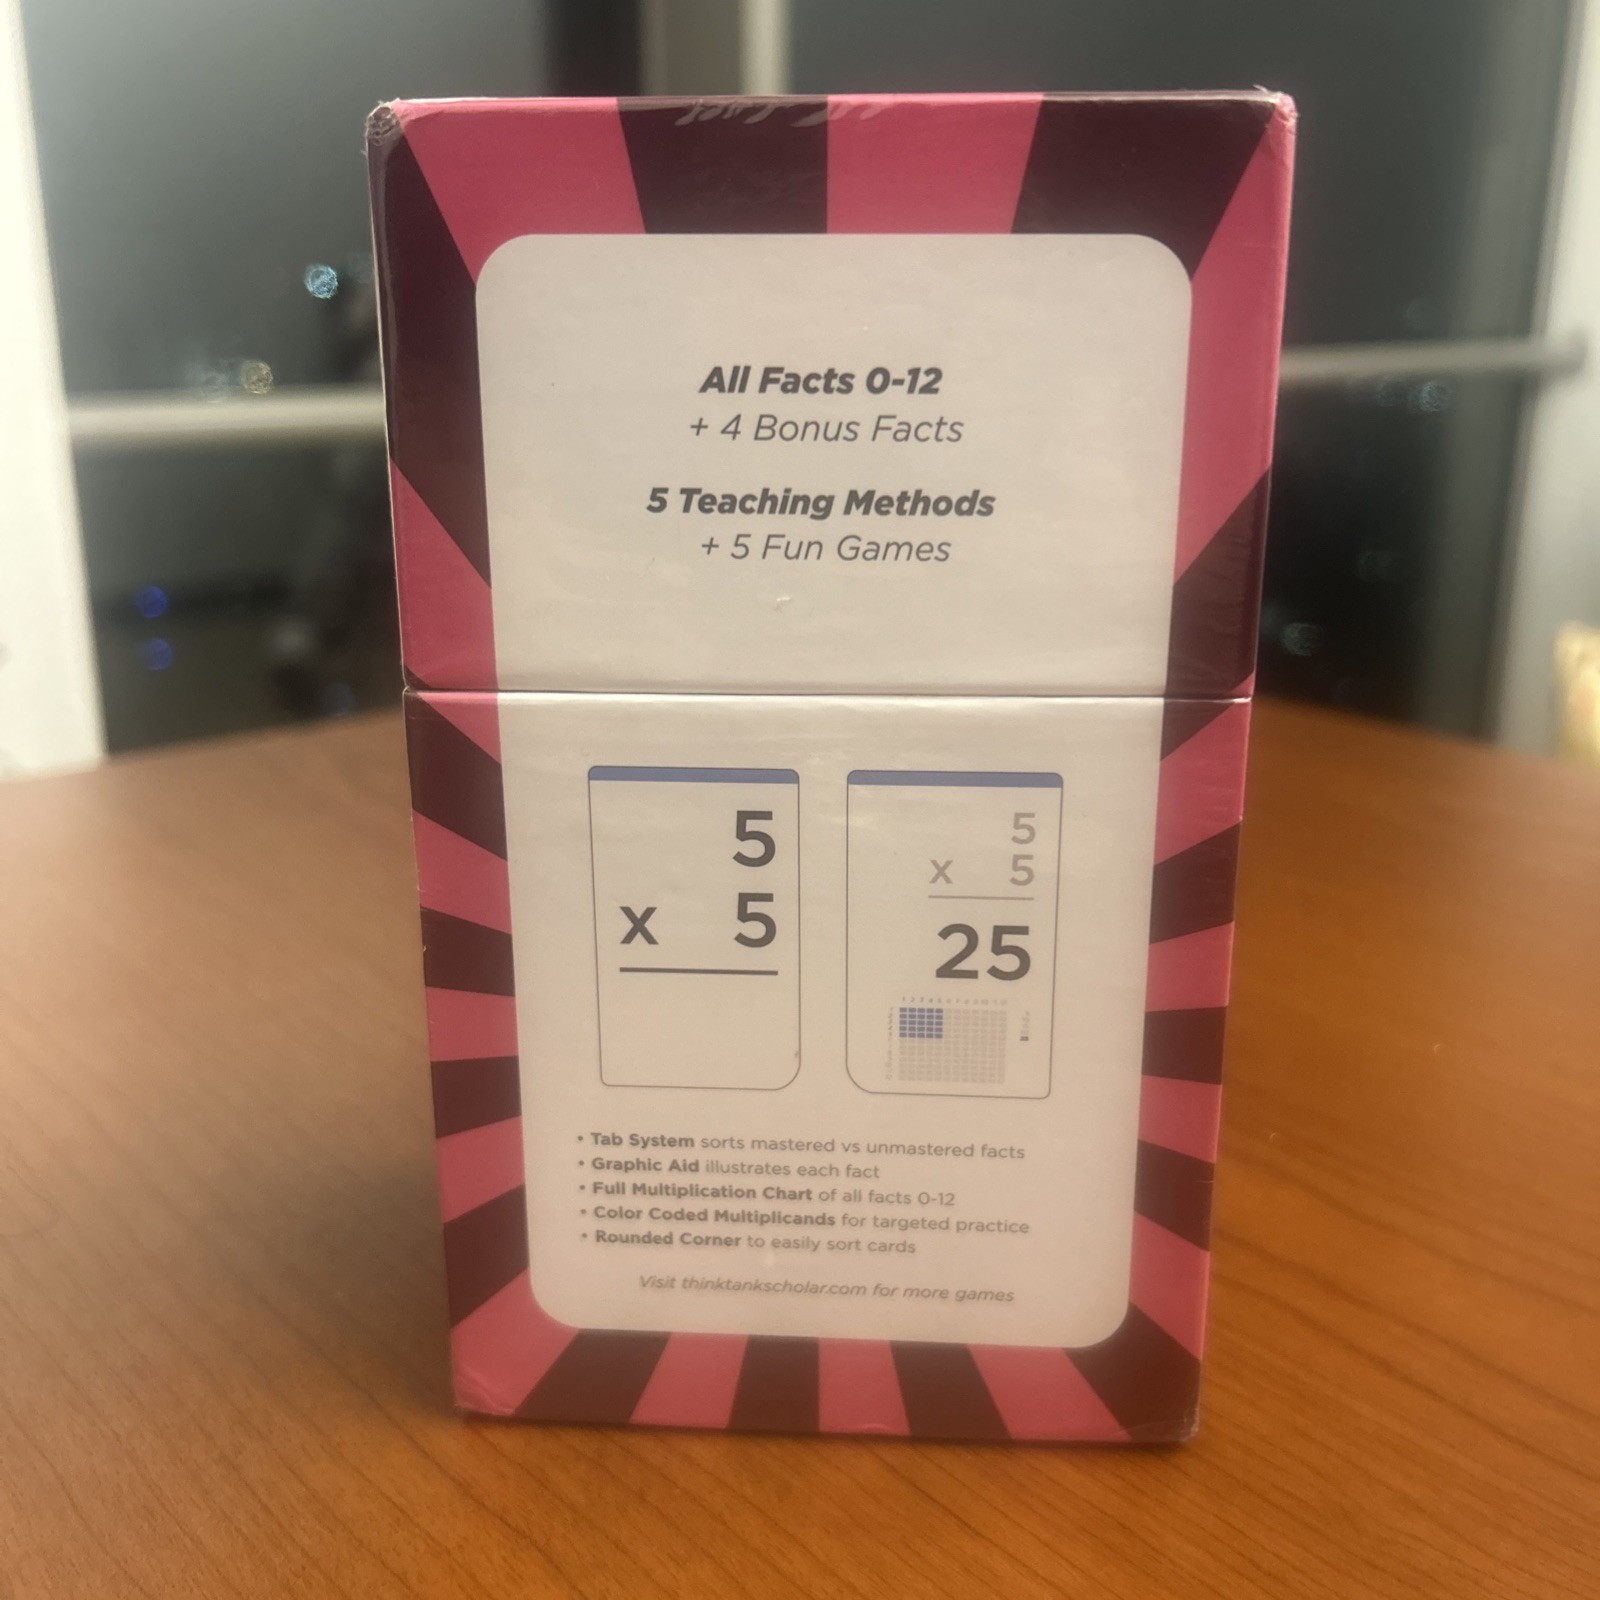 All Facts 0-12
+ 4 Bonus Facts
5 Teaching Methods
+ 5 Fun Games
5
x 5
5
x 5
25
• Tab System sorts mastered vs unmastered facts
• Graphic Aid illustrates each fact
• Full Multiplication Chart of all facts 0-12
• Color Coded Multiplicands for targeted practice
• Rounded Corner to easily sort cards
Visit thinktankscholar.com for more games